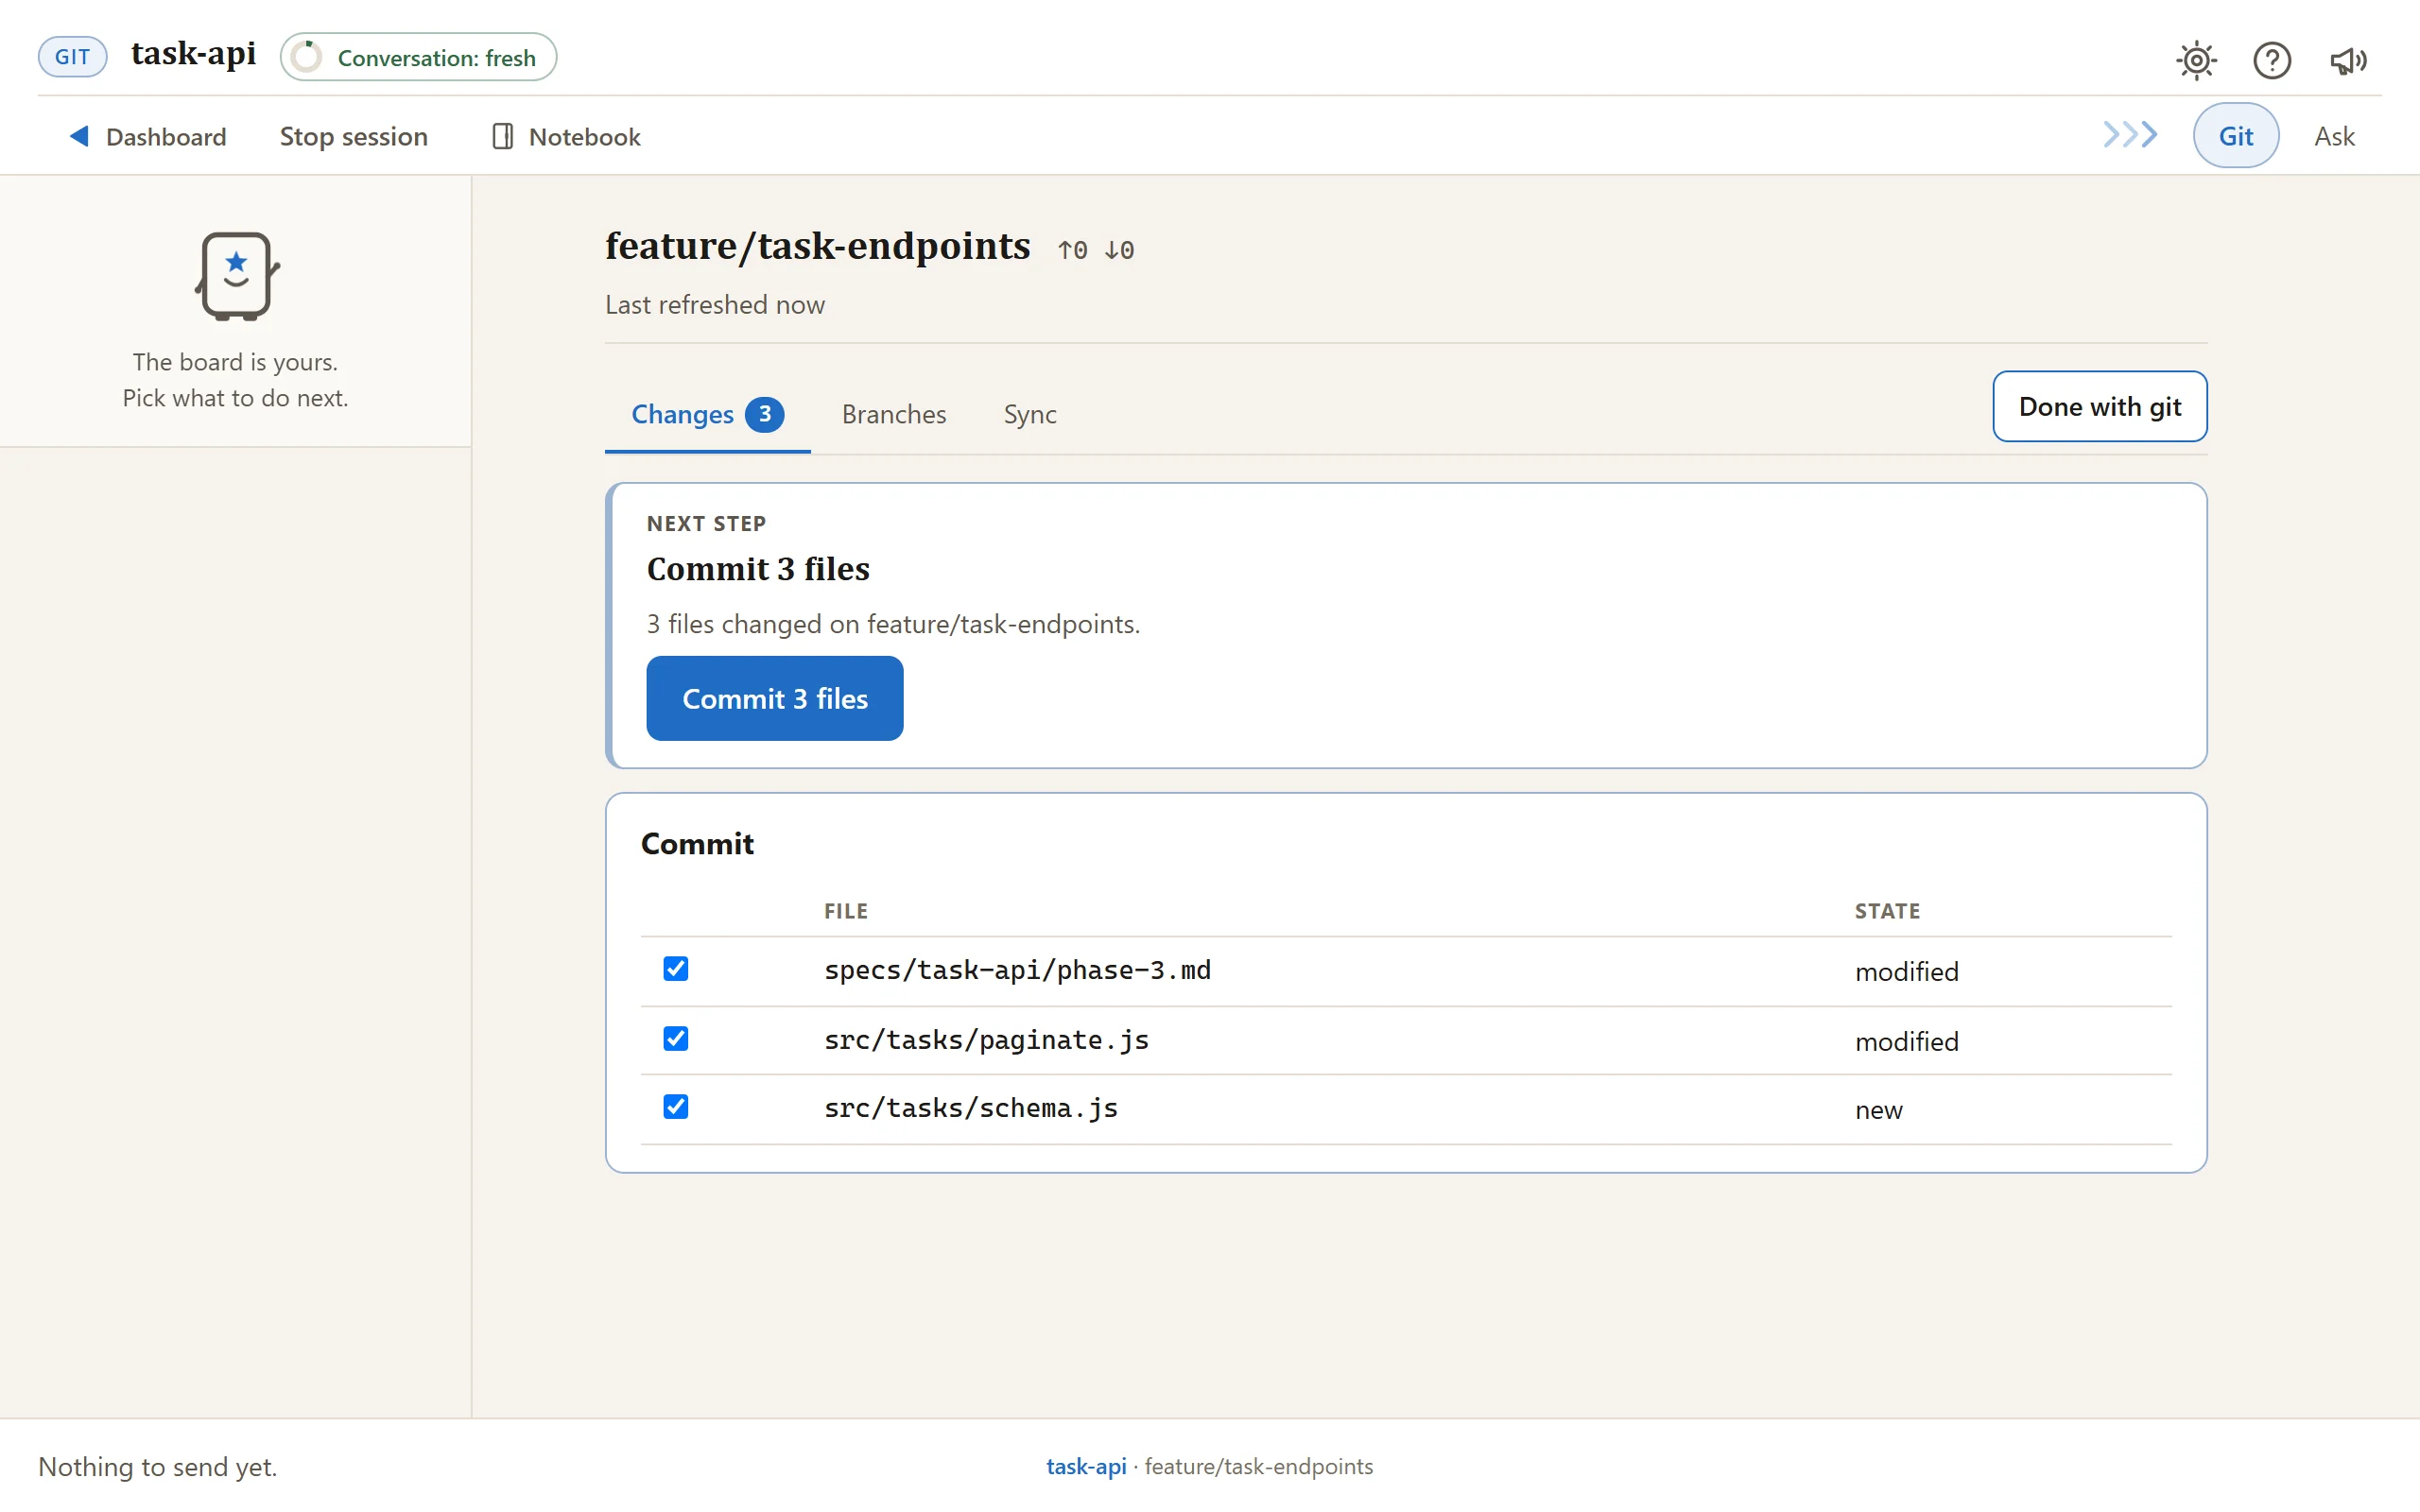 GIT task-api Conversation: fresh
Dashboard Stop session Notebook Git Ask
The board is yours.
Pick what to do next.
feature/task-endpoints ↑0 ↓0
Last refreshed now
Changes 3 Branches Sync Done with git
NEXT STEP
Commit 3 files
3 files changed on feature/task-endpoints.
Commit 3 files
Commit
FILE STATE
specs/task-api/phase-3.md modified
src/tasks/paginate.js modified
src/tasks/schema.js new
Nothing to send yet. task-api · feature/task-endpoints